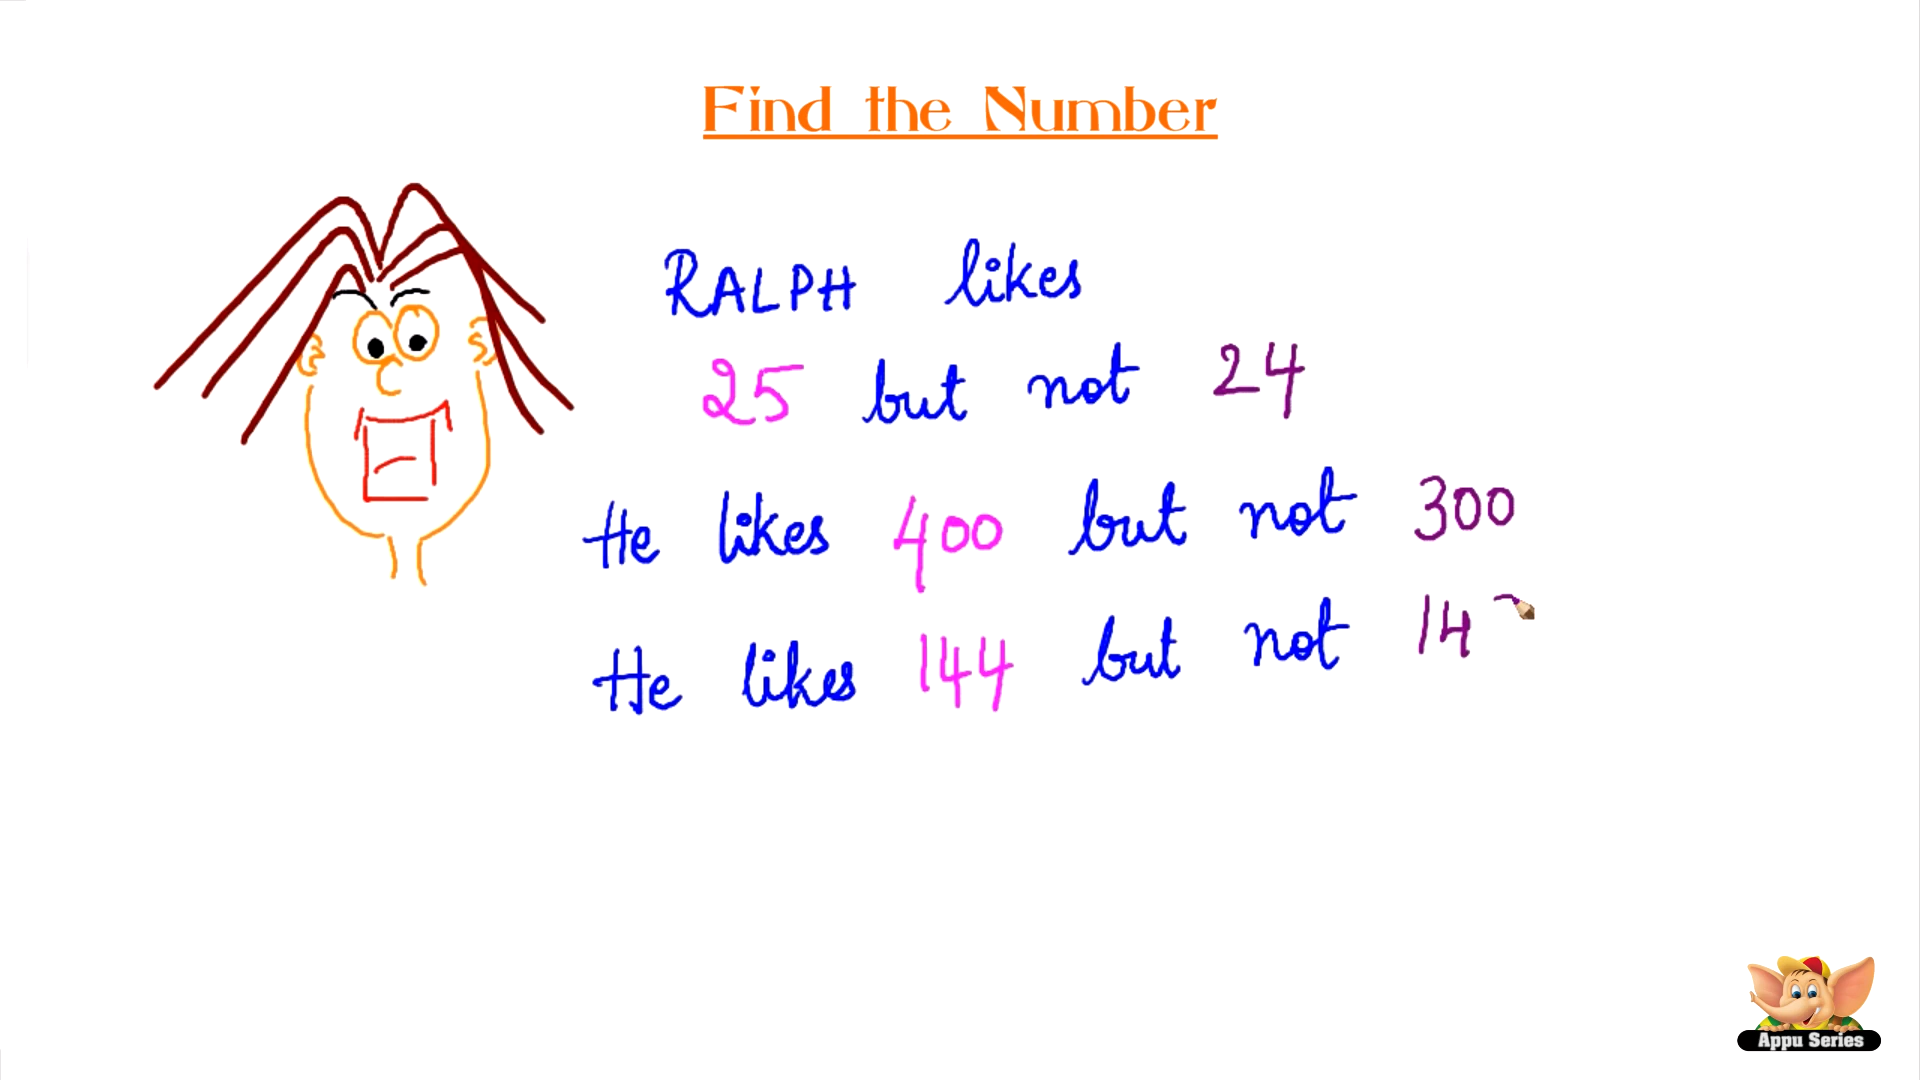 Find the Number
RALPH likes
25 but not 24
He likes 400 but not 300
He likes 144 but not 14
Appu Series